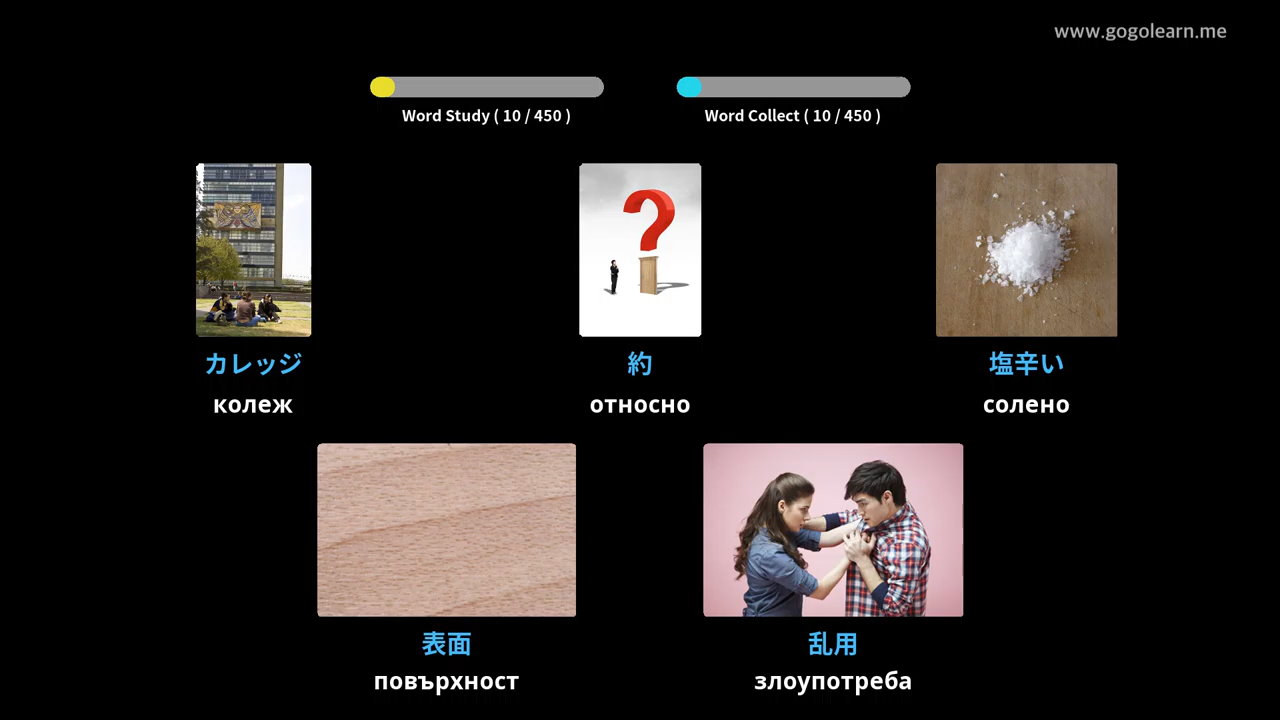 www.gogolearn.me
Word Study ( 10 / 450 )
Word Collect ( 10 / 450 )
カレッジ
колеж
約
относно
塩辛い
солено
表面
повърхност
乱用
злоупотреба